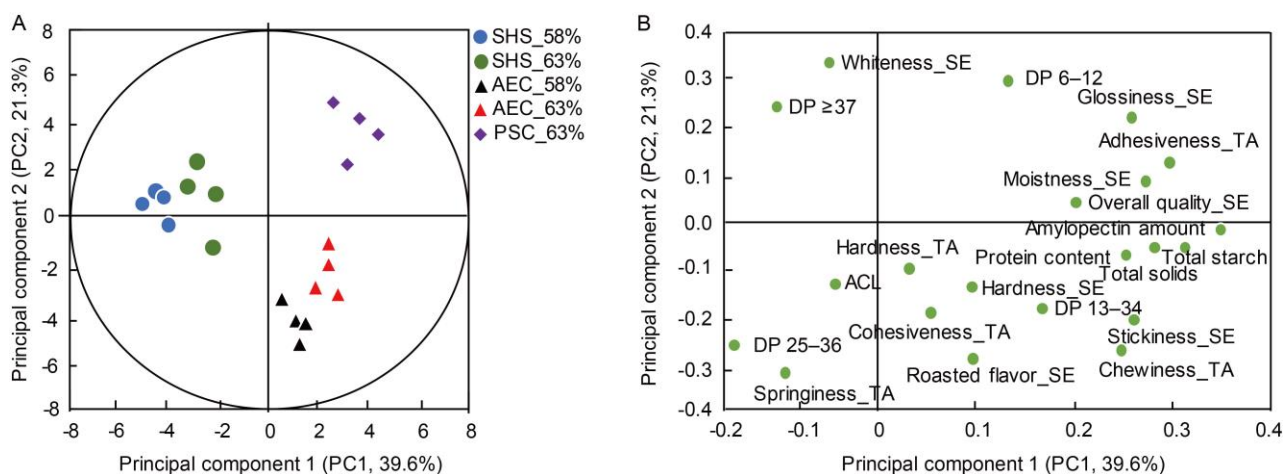 A
8
6
4
2
0
-2
-4
-6
-8
-8
-6
-4
-2
0
2
4
6
8
Principal component 2 (PC2, 21.3%)
Principal component 1 (PC1, 39.6%)
SHS_58%
SHS_63%
AEC_58%
AEC_63%
PSC_63%
B
0.4
0.3
0.2
0.1
0.0
-0.1
-0.2
-0.3
-0.4
-0.2
-0.1
0
0.1
0.2
0.3
0.4
Principal component 2 (PC2, 21.3%)
Principal component 1 (PC1, 39.6%)
Whiteness_SE
DP 6–12
DP ≥37
Glossiness_SE
Adhesiveness_TA
Moistness_SE
Overall quality_SE
Amylopectin amount
Hardness_TA
Protein content
Total starch
Total solids
ACL
Hardness_SE
DP 13–34
Cohesiveness_TA
Stickiness_SE
DP 25–36
Roasted flavor_SE
Chewiness_TA
Springiness_TA